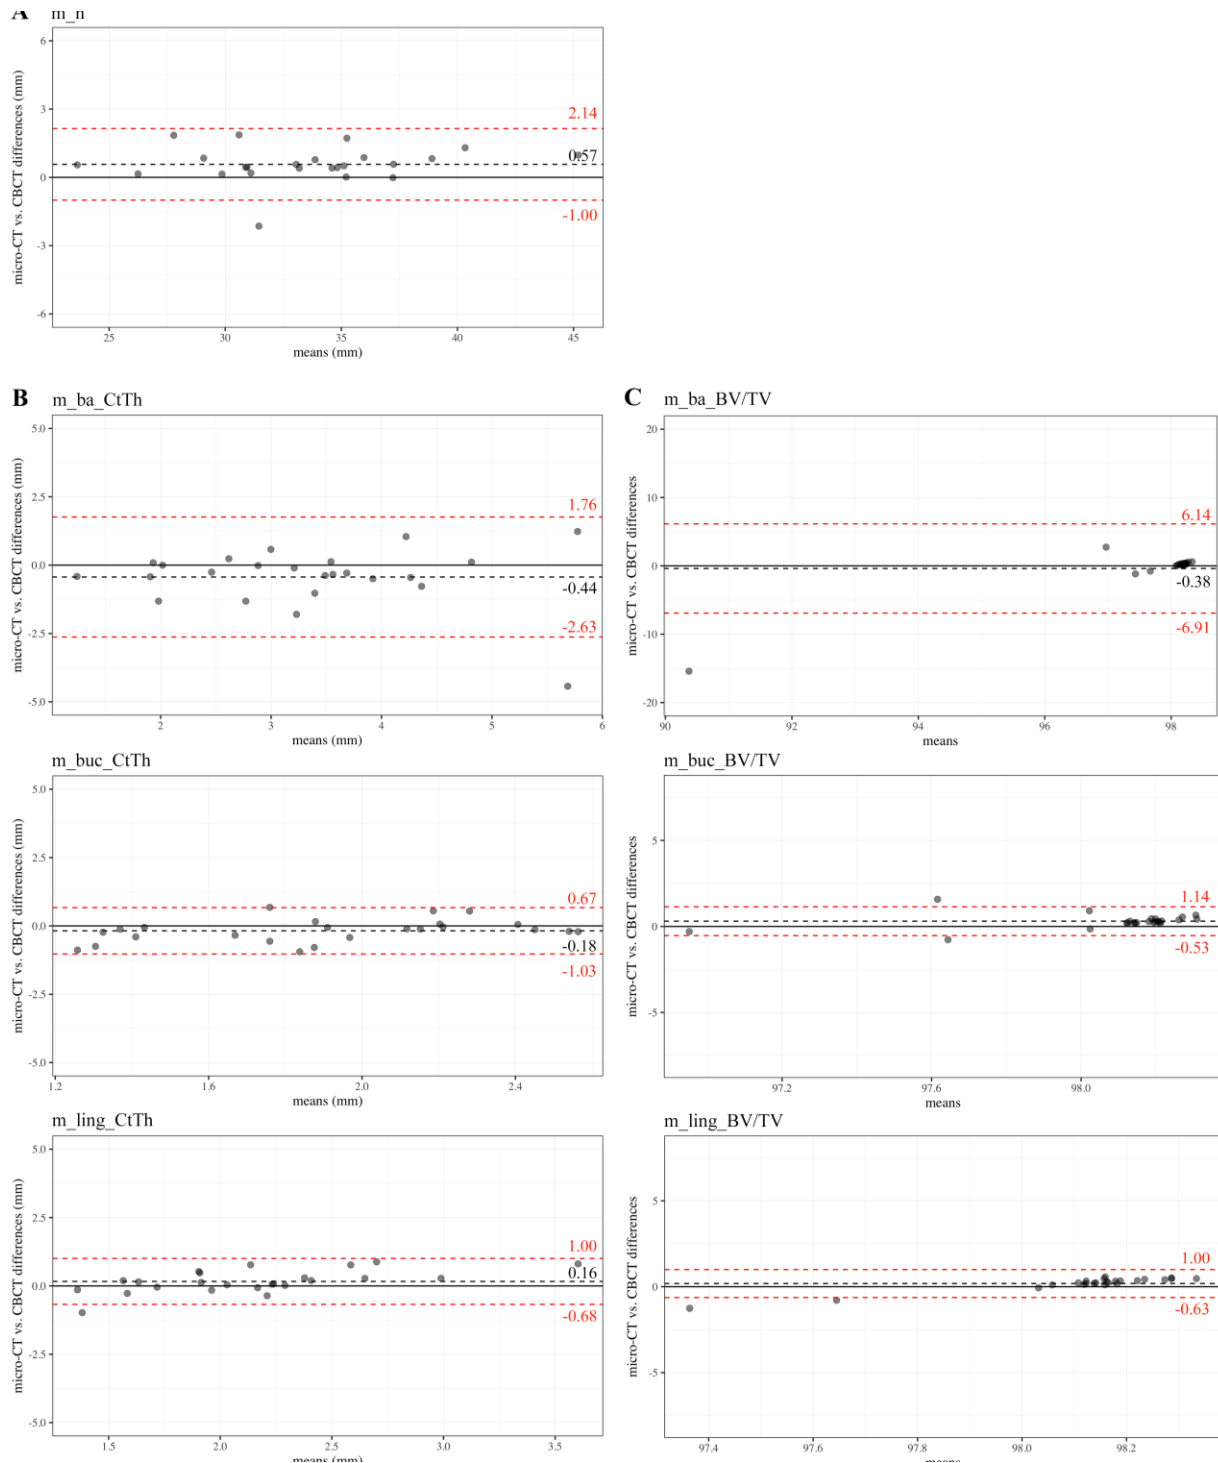 A m_h
micro-CT vs. CBCT differences (mm)
6
3
0
-3
-6
2.14
0.57
-1.00
25 30 35 40 45
means (mm)
B m_ba_CtTh
micro-CT vs. CBCT differences (mm)
5.0
2.5
0.0
-2.5
-5.0
1.76
-0.44
-2.63
2 3 4 5 6
means (mm)
C m_ba_BV/TV
micro-CT vs. CBCT differences
20
10
0
-10
-20
6.14
-0.38
-6.91
90 92 94 96 98
means
m_buc_CtTh
micro-CT vs. CBCT differences (mm)
5.0
2.5
0.0
-2.5
-5.0
0.67
-0.18
-1.03
1.2 1.6 2.0 2.4
means (mm)
m_buc_BV/TV
micro-CT vs. CBCT differences
5
0
-5
1.14
-0.53
97.2 97.6 98.0
means
m_ling_CtTh
micro-CT vs. CBCT differences (mm)
5.0
2.5
0.0
-2.5
-5.0
1.00
0.16
-0.68
1.5 2.0 2.5 3.0 3.5
means (mm)
m_ling_BV/TV
micro-CT vs. CBCT differences
5
0
-5
1.00
-0.63
97.4 97.6 97.8 98.0 98.2
means